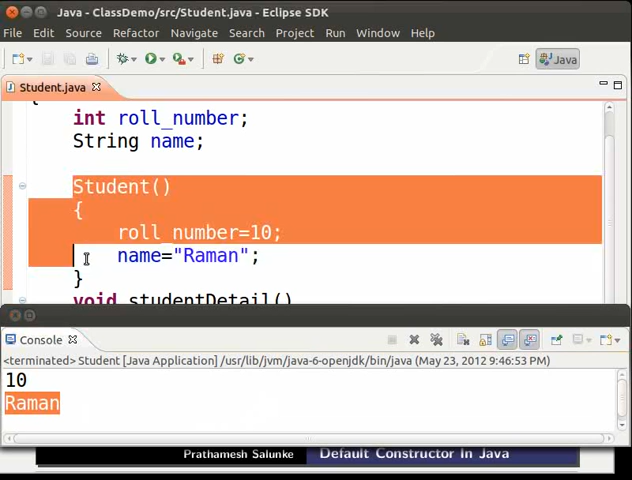 Java - ClassDemo/src/Student.java - Eclipse SDK
File Edit Source Refactor Navigate Search Project Run Window Help
Java
Student.java
{
int roll_number;
String name;
Student()
{
roll_number=10;
name="Raman";
}
void studentDetail()
Console
<terminated> Student [Java Application] /usr/lib/jvm/java-6-openjdk/bin/java (May 23, 2012 9:46:53 PM)
10
Raman
Prathamesh Salunke Default Constructor In Java